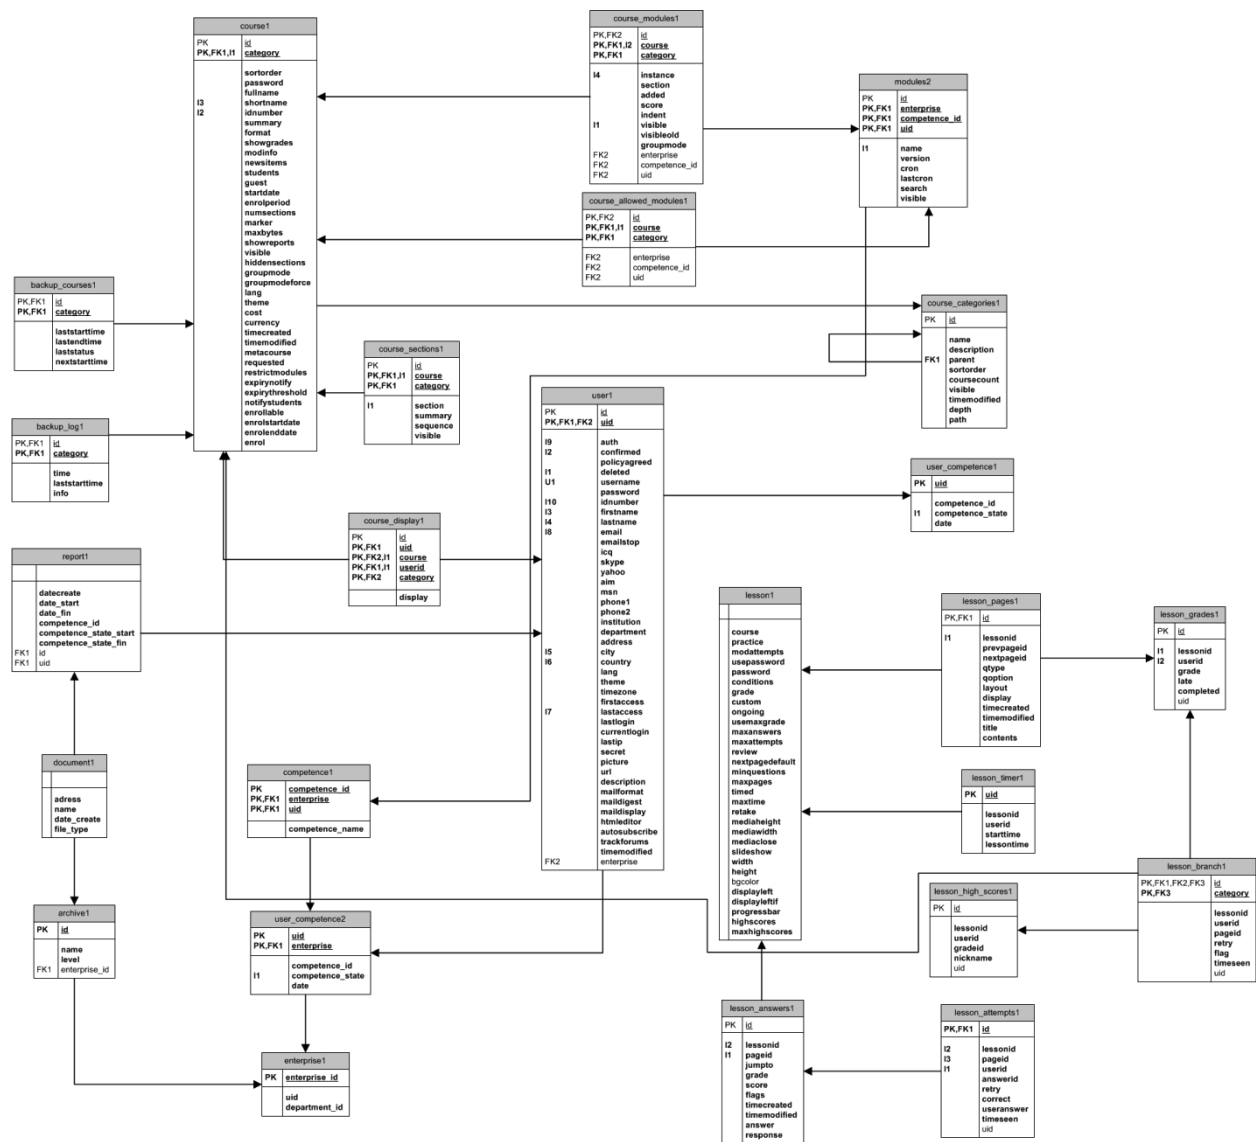 course1
PK id
PK,FK1,I1 category
sortorder
password
fullname
I3 shortname
I2 idnumber
summary
format
showgrades
modinfo
newsitems
students
guest
startdate
enrolperiod
numsections
marker
maxbytes
showreports
visible
hiddensections
groupmode
groupmodeforce
lang
theme
cost
currency
timecreated
timemodified
metacourse
requested
restrictmodules
expirynotify
expirythreshold
notifystudents
enrollable
enrolstartdate
enrolenddate
enrol
course_modules1
PK,FK2 id
PK,FK1,I2 course
PK,FK1 category
I4 instance
section
added
score
indent
I1 visible
visibleold
groupmode
FK2 enterprise
FK2 competence_id
FK2 uid
modules2
PK id
PK,FK1 enterprise
PK,FK1 competence_id
PK,FK1 uid
I1 name
version
cron
lastcron
search
visible
course_allowed_modules1
PK,FK2 id
PK,FK1,I1 course
PK,FK1 category
FK2 enterprise
FK2 competence_id
FK2 uid
backup_courses1
PK,FK1 id
PK,FK1 category
laststarttime
lastendtime
laststatus
nextstarttime
course_categories1
PK id
name
description
FK1 parent
sortorder
coursecount
visible
timemodified
depth
path
course_sections1
PK id
PK,FK1,I1 course
PK,FK1 category
I1 section
summary
sequence
visible
backup_log1
PK,FK1 id
PK,FK1 category
time
laststarttime
info
user1
PK id
PK,FK1,FK2 uid
I9 auth
I2 confirmed
policyagreed
I1 deleted
U1 username
password
I10 idnumber
I3 firstname
I4 lastname
I8 email
emailstop
icq
skype
yahoo
aim
msn
phone1
phone2
institution
department
address
I5 city
I6 country
lang
theme
timezone
firstaccess
I7 lastaccess
lastlogin
currentlogin
lastip
secret
picture
url
description
mailformat
maildigest
maildisplay
htmleditor
autosubscribe
trackforums
timemodified
FK2 enterprise
user_competence1
PK uid
competence_id
I1 competence_state
date
course_display1
PK id
PK,FK1 uid
PK,FK2,I1 course
PK,FK1,I1 userid
PK,FK2 category
display
report1
datecreate
date_start
date_fin
competence_id
competence_state_start
competence_state_fin
FK1 id
FK1 uid
lesson1
course
practice
modattempts
usepassword
password
conditions
grade
custom
ongoing
usemaxgrade
maxanswers
maxattempts
review
nextpagedefault
minquestions
maxpages
timed
maxtime
retake
mediaheight
mediawidth
mediaclose
slideshow
width
height
bgcolor
displayleft
displayleftif
progressbar
highscores
maxhighscores
lesson_pages1
PK,FK1 id
I1 lessonid
prevpageid
nextpageid
qtype
qoption
layout
display
timecreated
timemodified
title
contents
lesson_grades1
PK id
I1 lessonid
I2 userid
grade
late
completed
uid
document1
adress
name
date_create
file_type
competence1
PK competence_id
PK,FK1 enterprise
PK,FK1 uid
competence_name
lesson_timer1
PK uid
lessonid
userid
starttime
lessontime
lesson_branch1
PK,FK1,FK2,FK3 id
PK,FK3 category
lessonid
userid
pageid
retry
flag
timeseen
uid
lesson_high_scores1
PK id
lessonid
userid
gradeid
nickname
uid
archive1
PK id
name
level
FK1 enterprise_id
user_competence2
PK uid
PK,FK1 enterprise
competence_id
I1 competence_state
date
lesson_answers1
PK id
I2 lessonid
I1 pageid
jumpto
grade
score
flags
timecreated
timemodified
answer
response
lesson_attempts1
PK,FK1 id
I2 lessonid
I3 pageid
I1 userid
answerid
retry
correct
useranswer
timeseen
uid
enterprise1
PK enterprise_id
uid
department_id